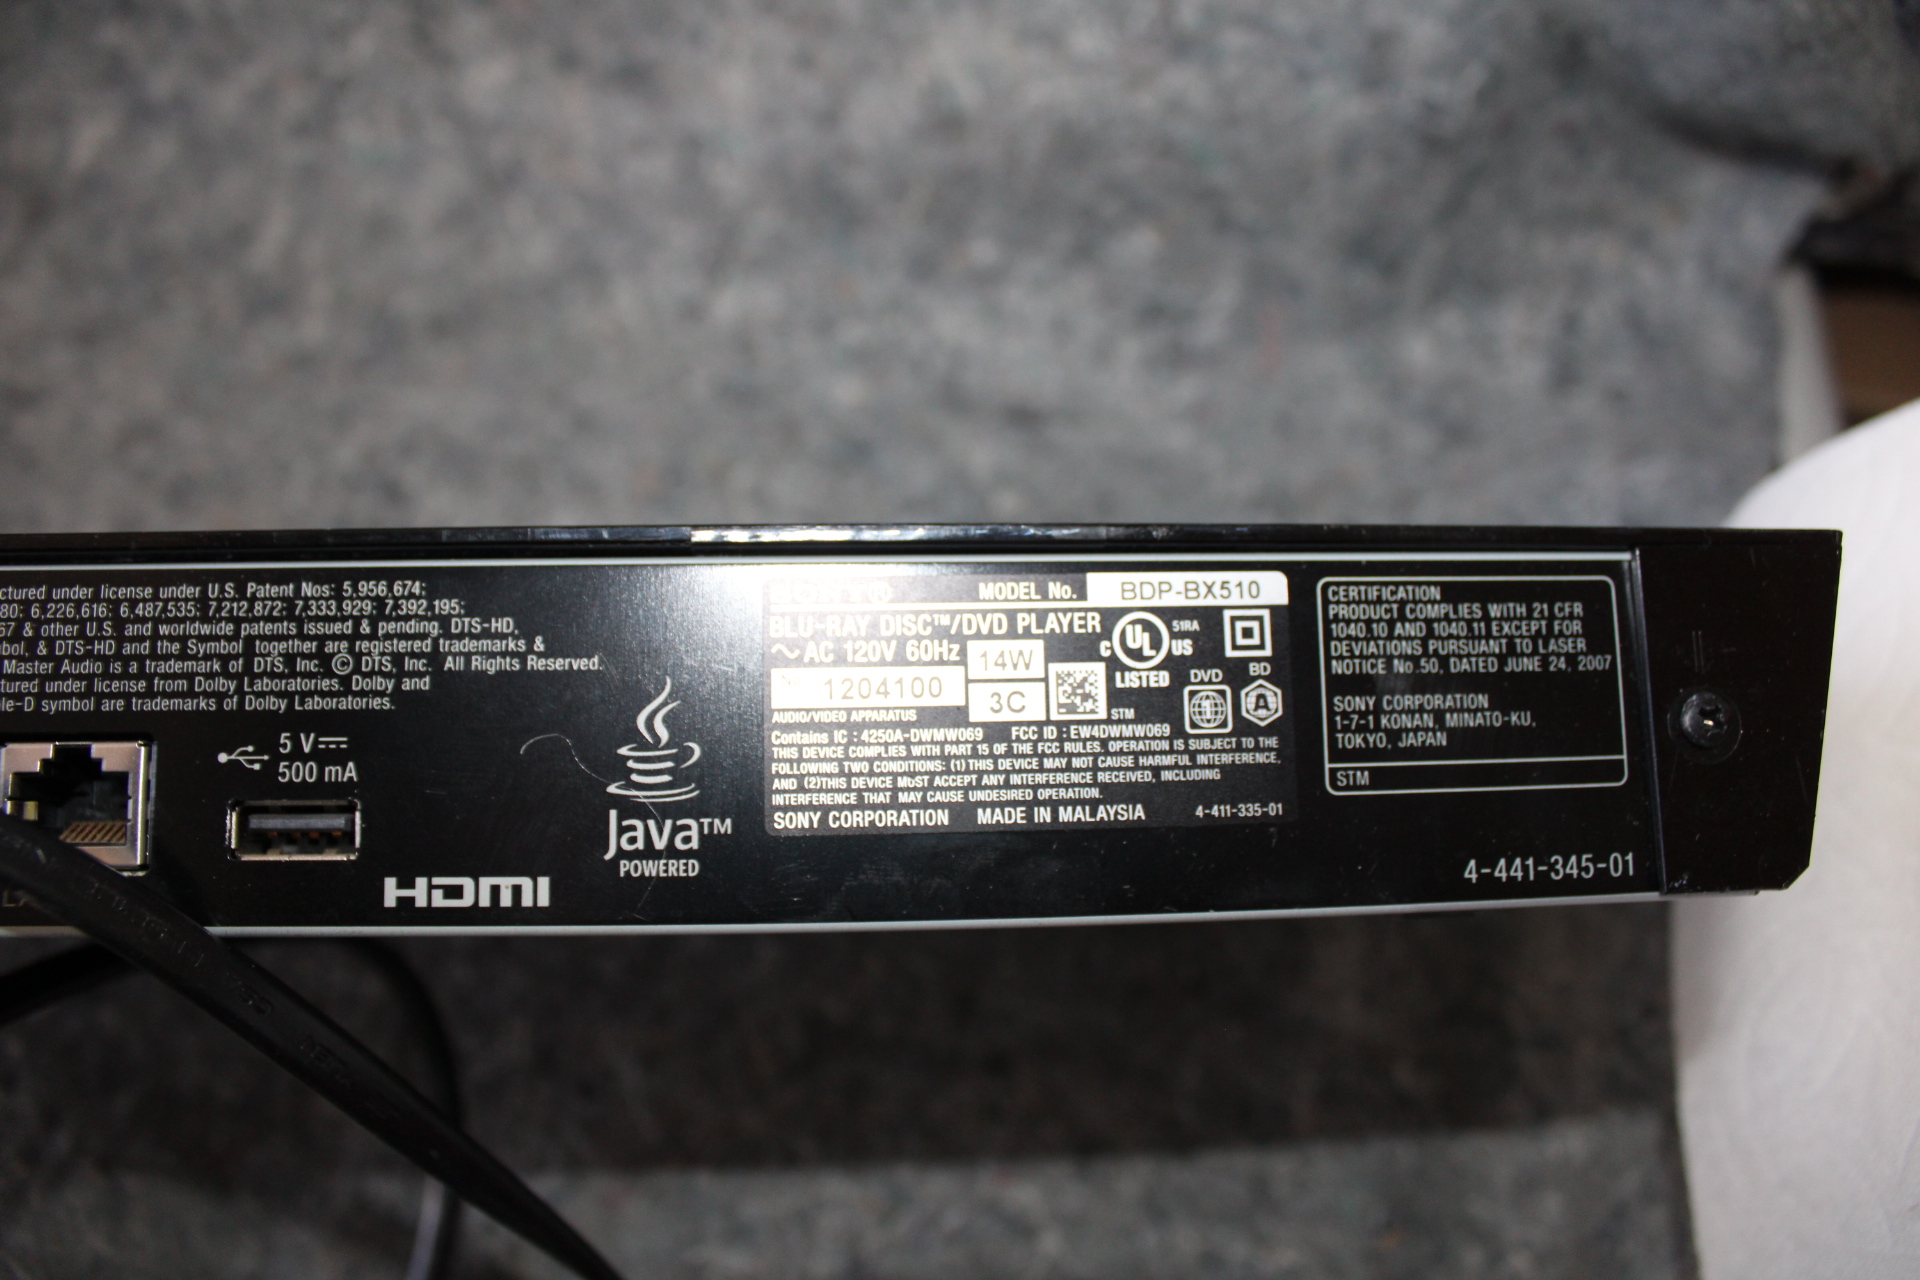 ctured under license under U.S. Patent Nos: 5,956,674;
80; 6,226,616; 6,487,535; 7,212,872; 7,333,929; 7,392,195;
67 & other U.S. and worldwide patents issued & pending. DTS-HD,
bol, & DTS-HD and the Symbol together are registered trademarks &
Master Audio is a trademark of DTS, Inc. © DTS, Inc. All Rights Reserved.
tured under license from Dolby Laboratories. Dolby and
le-D symbol are trademarks of Dolby Laboratories.
5 V
500 mA
HDMI
Java™
POWERED
SONY® MODEL No. BDP-BX510
BLU-RAY DISC™/DVD PLAYER
~ AC 120V 60Hz 14W
1204100 3C
AUDIO/VIDEO APPARATUS STM
C UL US 51RA
LISTED
DVD BD
Contains IC : 4250A-DWMW069 FCC ID : EW4DWMW069
THIS DEVICE COMPLIES WITH PART 15 OF THE FCC RULES. OPERATION IS SUBJECT TO THE
FOLLOWING TWO CONDITIONS: (1) THIS DEVICE MAY NOT CAUSE HARMFUL INTERFERENCE,
AND (2)THIS DEVICE MUST ACCEPT ANY INTERFERENCE RECEIVED, INCLUDING
INTERFERENCE THAT MAY CAUSE UNDESIRED OPERATION.
SONY CORPORATION MADE IN MALAYSIA 4-411-335-01
CERTIFICATION
PRODUCT COMPLIES WITH 21 CFR
1040.10 AND 1040.11 EXCEPT FOR
DEVIATIONS PURSUANT TO LASER
NOTICE No.50, DATED JUNE 24, 2007
SONY CORPORATION
1-7-1 KONAN, MINATO-KU,
TOKYO, JAPAN
STM
4-441-345-01